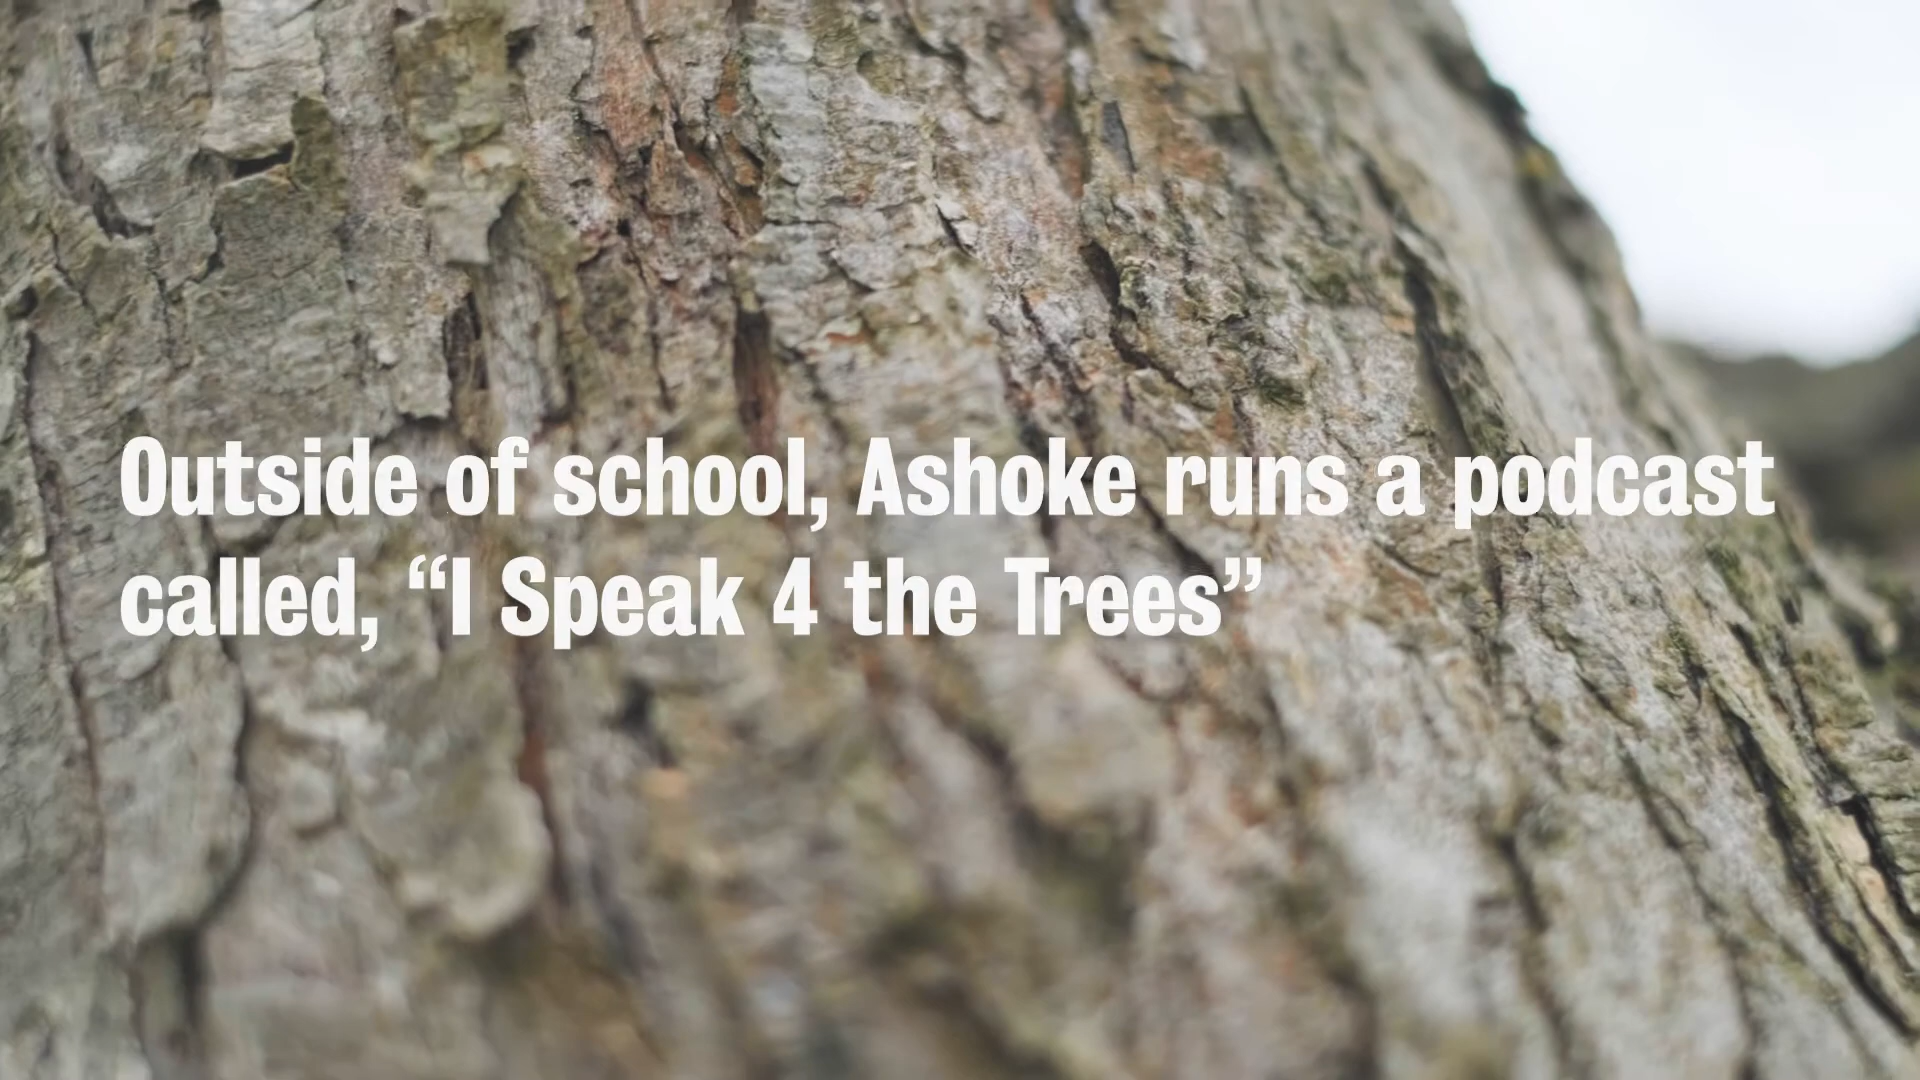 Outside of school, Ashoke runs a podcast
called, “I Speak 4 the Trees”